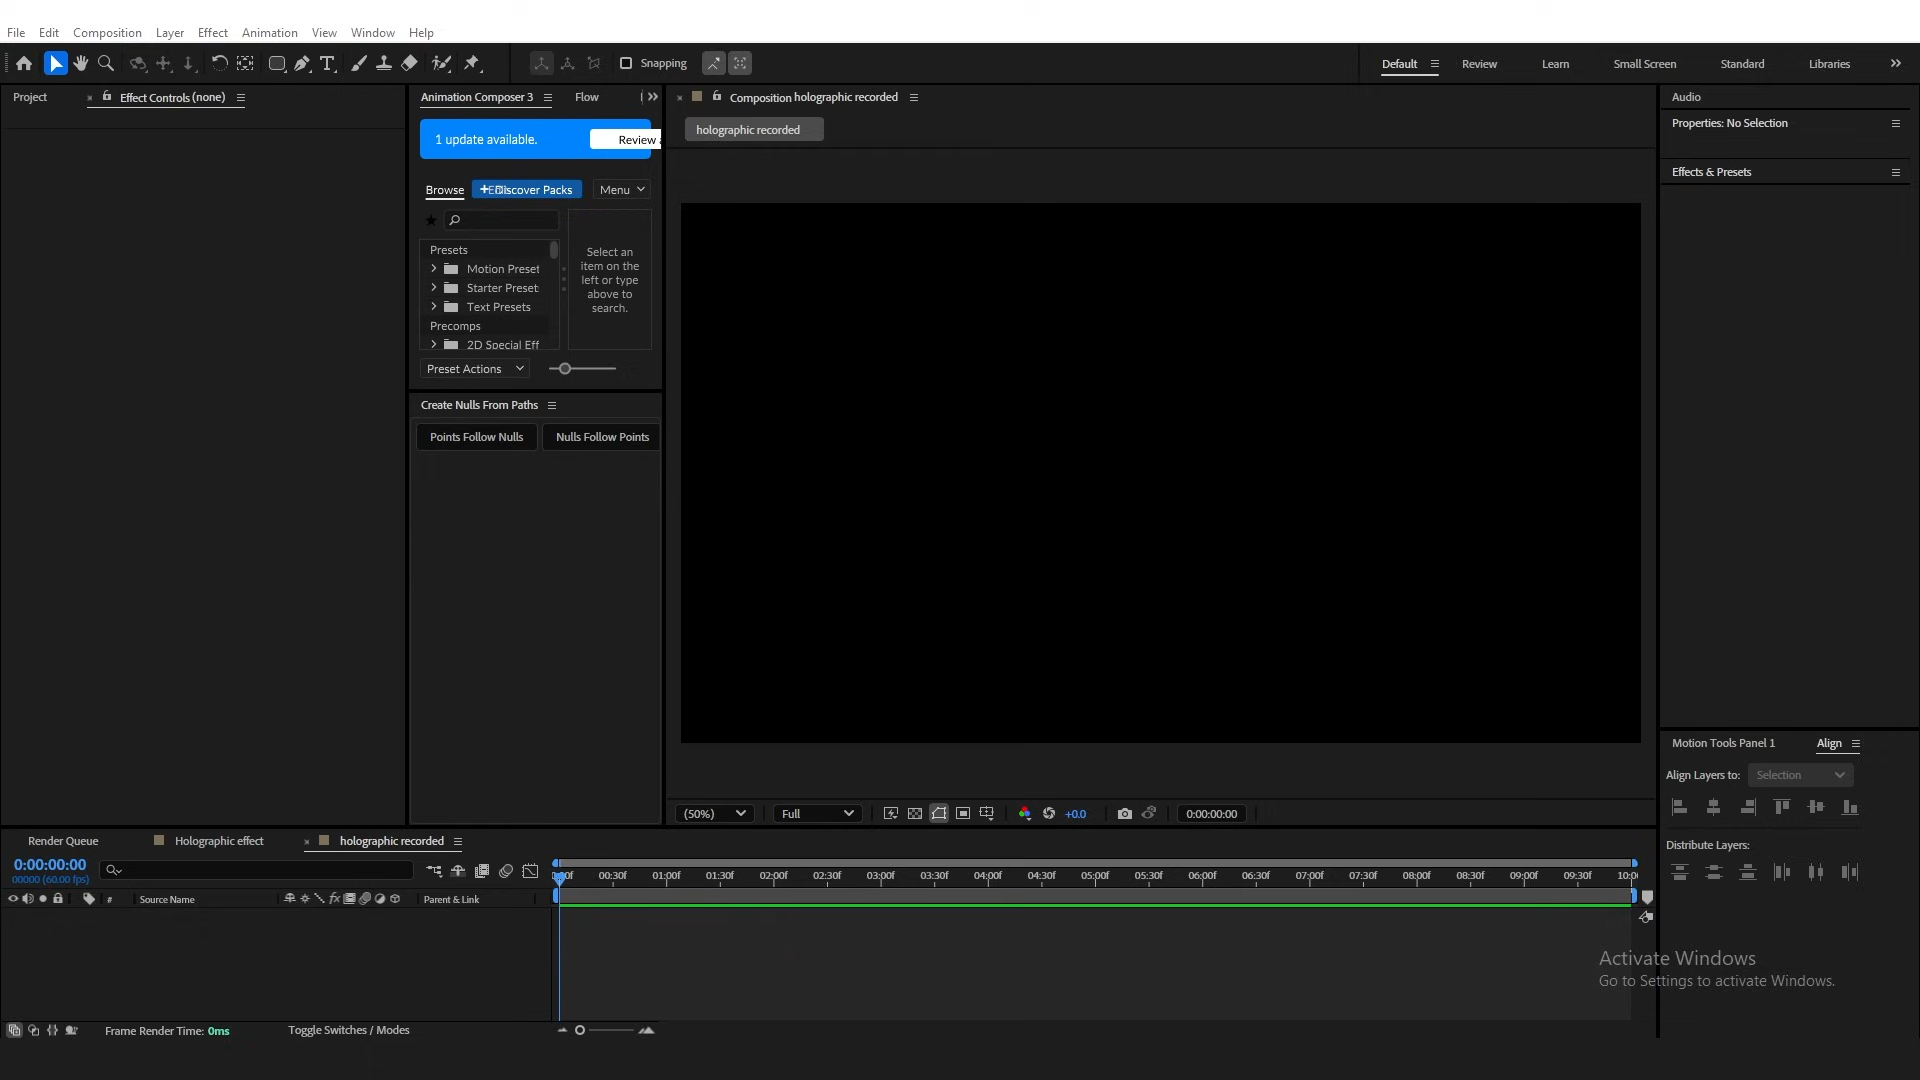 File Edit Composition Layer Effect Animation View Window Help
Snapping Default Review Learn Small Screen Standard Libraries
Project Effect Controls (none)
Animation Composer 3 Flow
1 update available. Review
Browse Discover Packs Menu
Select an
item on the
left or type
above to
search.
Presets
Motion Preset
Starter Preset
Text Presets
Precomps
2D Special Eff
Preset Actions
Create Nulls From Paths
Points Follow Nulls Nulls Follow Points
Composition holographic recorded
holographic recorded
(50%) Full +0.0 0:00:00:00
Audio
Properties: No Selection
Effects & Presets
Motion Tools Panel 1 Align
Align Layers to: Selection
Distribute Layers:
Render Queue Holographic effect holographic recorded
0:00:00:00
00000 (60.00 fps)
00:30f 01:00f 01:30f 02:00f 02:30f 03:00f 03:30f 04:00f 04:30f 05:00f 05:30f 06:00f 06:30f 07:00f 07:30f 08:00f 08:30f 09:00f 09:30f
# Source Name fx Parent & Link
Frame Render Time: 0ms Toggle Switches / Modes
Activate Windows
Go to Settings to activate Windows.